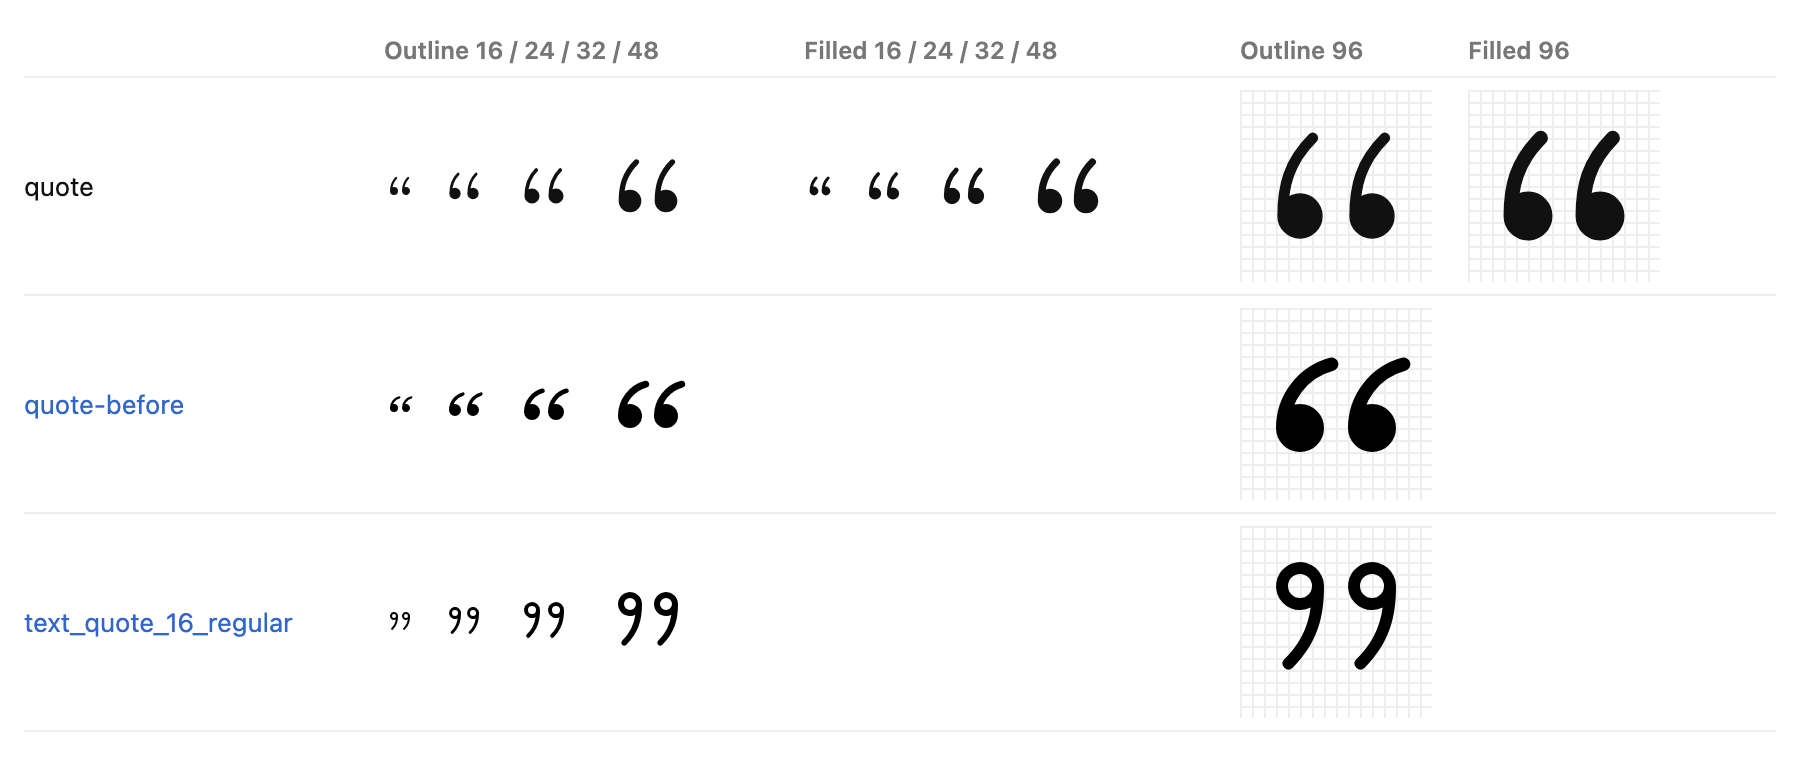 Outline 16 / 24 / 32 / 48 Filled 16 / 24 / 32 / 48 Outline 96 Filled 96
quote
quote-before
text_quote_16_regular